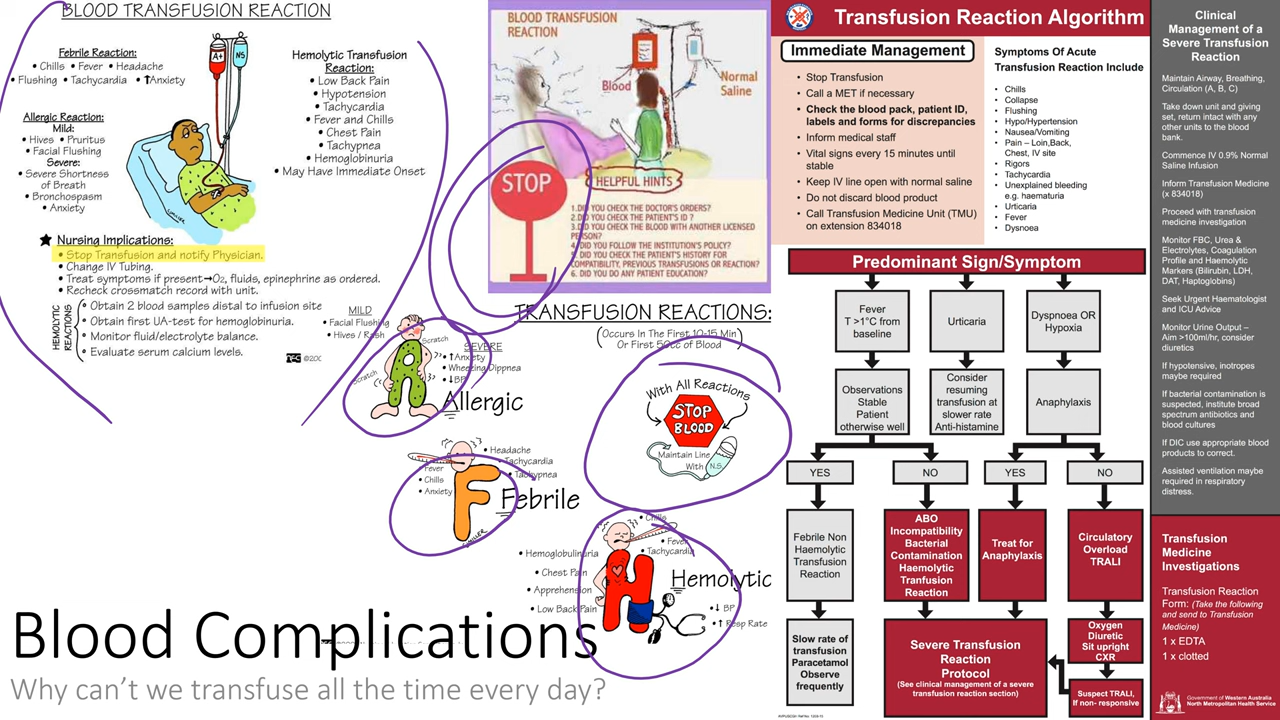 BLOOD TRANSFUSION REACTION
Febrile Reaction:
• Chills • Fever • Headache
• Flushing • Tachycardia • ↑Anxiety
Allergic Reaction:
Mild:
• Hives • Pruritus
• Facial Flushing
Severe:
• Severe Shortness
of Breath
• Bronchospasm
• Anxiety
A+
NS
Hemolytic Transfusion
Reaction:
• Low Back Pain
• Hypotension
• Tachycardia
• Fever and Chills
• Chest Pain
• Tachypnea
• Hemoglobinuria
• May Have Immediate Onset
★ Nursing Implications:
• Stop Transfusion and notify Physician.
• Change IV Tubing.
• Treat symptoms if present→O₂, fluids, epinephrine as ordered.
• Recheck crossmatch record with unit.
HEMOLITIC
REACTIONS
• Obtain 2 blood samples distal to infusion site
• Obtain first UA-test for hemoglobinuria.
• Monitor fluid/electrolyte balance.
• Evaluate serum calcium levels.
BLOOD TRANSFUSION
REACTION
Blood
Normal
Saline
STOP
HELPFUL HINTS
1.DID YOU CHECK THE DOCTOR'S ORDERS?
2.DID YOU CHECK THE PATIENT'S ID ?
3.DID YOU CHECK THE BLOOD WITH ANOTHER LICENSED
PERSON?
4.DID YOU FOLLOW THE INSTITUTION'S POLICY?
5.DID YOU CHECK THE PATIENT'S HISTORY FOR
COMPATIBILITY, PREVIOUS TRANSFUSIONS OR REACTION?
6. DID YOU DO ANY PATIENT EDUCATION?
TRANSFUSION REACTIONS:
(Occurs In The First 10-15 Min
Or First 50cc of Blood)
MILD
• Facial Flushing
• Hives / Rash
Scratch
Scratch
SEVERE
• ↑Anxiety
• Wheezing Dippnea
• ↓BP
Allergic
With All Reactions
STOP
BLOOD
Maintain Line
With
N.S.
• Headache
• Tachycardia
• Tachypnea
Fever
• Chills
• Anxiety
Febrile
• Chills
• Fever
• Tachycardia
• Hemoglobulinuria
• Chest Pain
• Apprehension
• Low Back Pain
Hemolytic
• ↓ BP
• ↑ Resp Rate
Blood Complications
Why can't we transfuse all the time every day?
Transfusion Reaction Algorithm
Immediate Management
• Stop Transfusion
• Call a MET if necessary
• Check the blood pack, patient ID,
labels and forms for discrepancies
• Inform medical staff
• Vital signs every 15 minutes until
stable
• Keep IV line open with normal saline
• Do not discard blood product
• Call Transfusion Medicine Unit (TMU)
on extension 834018
Symptoms Of Acute
Transfusion Reaction Include
• Chills
• Collapse
• Flushing
• Hypo/Hypertension
• Nausea/Vomiting
• Pain – Loin,Back,
Chest, IV site
• Rigors
• Tachycardia
• Unexplained bleeding
e.g. haematuria
• Urticaria
• Fever
• Dysnoea
Predominant Sign/Symptom
Fever
T >1°C from
baseline
Urticaria
Dyspnoea OR
Hypoxia
Observations
Stable
Patient
otherwise well
Consider
resuming
transfusion at
slower rate
Anti-histamine
Anaphylaxis
YES
NO
YES
NO
Febrile Non
Haemolytic
Transfusion
Reaction
ABO
Incompatibility
Bacterial
Contamination
Haemolytic
Tranfusion
Reaction
Treat for
Anaphylaxis
Circulatory
Overload
TRALI
Slow rate of
transfusion
Paracetamol
Observe
frequently
Severe Transfusion
Reaction
Protocol
(See clinical management of a severe
transfusion reaction section)
Oxygen
Diuretic
Sit upright
CXR
Suspect TRALI,
If non- responsive
Clinical
Management of a
Severe Transfusion
Reaction
Maintain Airway, Breathing,
Circulation (A, B, C)
Take down unit and giving
set, return intact with any
other units to the blood
bank.
Commence IV 0.9% Normal
Saline Infusion
Inform Transfusion Medicine
(x 834018)
Proceed with transfusion
medicine investigation
Monitor FBC, Urea &
Electrolytes, Coagulation
Profile and Haemolytic
Markers (Bilirubin, LDH,
DAT, Haptoglobins)
Seek Urgent Haematologist
and ICU Advice
Monitor Urine Output –
Aim >100ml/hr, consider
diuretics
If hypotensive, inotropes
maybe required
If bacterial contamination is
suspected, institute broad
spectrum antibiotics and
blood cultures
If DIC use appropriate blood
products to correct.
Assisted ventilation maybe
required in respiratory
distress.
Transfusion
Medicine
Investigations
Transfusion Reaction
Form: (Take the following
and send to Transfusion
Medicine)
1 x EDTA
1 x clotted
Government of Western Australia
North Metropolitan Health Service